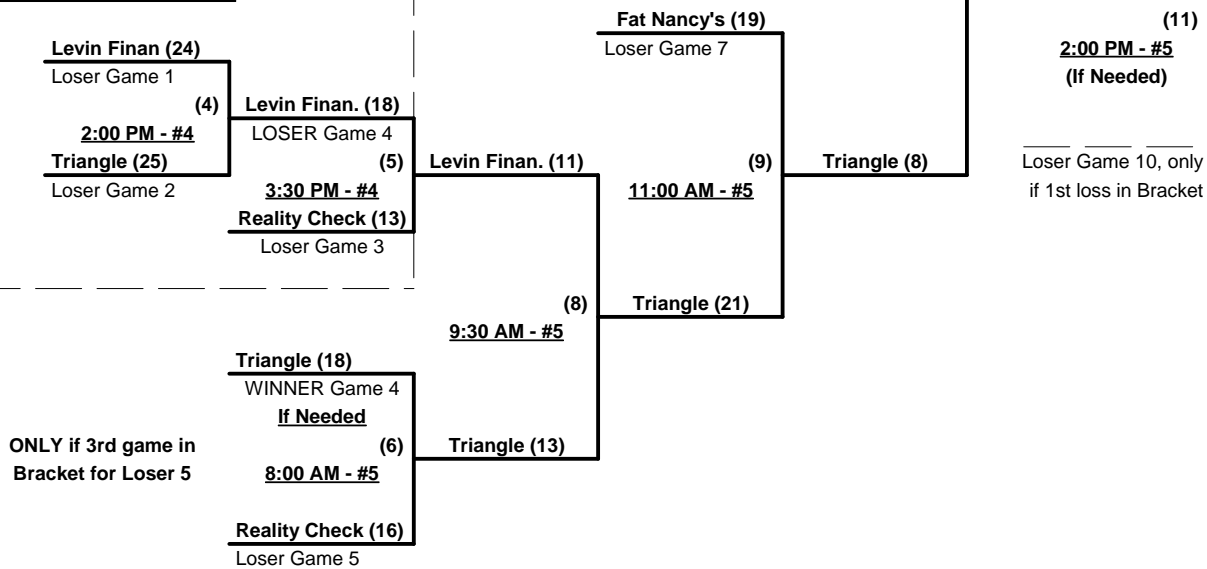 Fat Nancy's (19)
(11)
Levin Finan (24)
Loser Game 7
2:00 PM - #5
Loser Game 1
(If Needed)
(4)
Levin Finan. (18)
2:00 PM - #4
LOSER Game 4
Triangle (25)
(5)
Levin Finan. (11)
(9)
Triangle (8)
Loser Game 10, only
Loser Game 2
3:30 PM - #4
11:00 AM - #5
if 1st loss in Bracket
Reality Check (13)
Loser Game 3
(8)
Triangle (21)
9:30 AM - #5
Triangle (18)
WINNER Game 4
If Needed
ONLY if 3rd game in
(6)
Triangle (13)
Bracket for Loser 5
8:00 AM - #5
Reality Check (16)
Loser Game 5